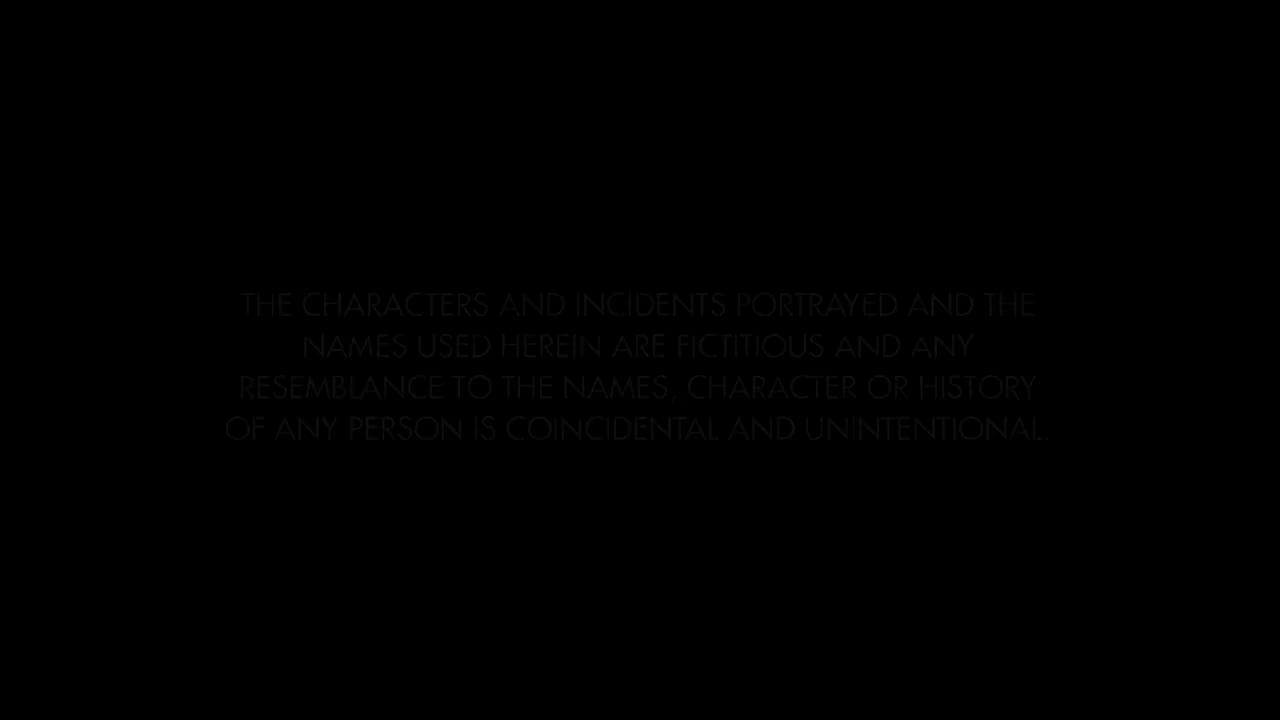 THE CHARACTERS AND INCIDENTS PORTRAYED AND THE
NAMES USED HEREIN ARE FICTITIOUS AND ANY
RESEMBLANCE TO THE NAMES, CHARACTER OR HISTORY
OF ANY PERSON IS COINCIDENTAL AND UNINTENTIONAL.